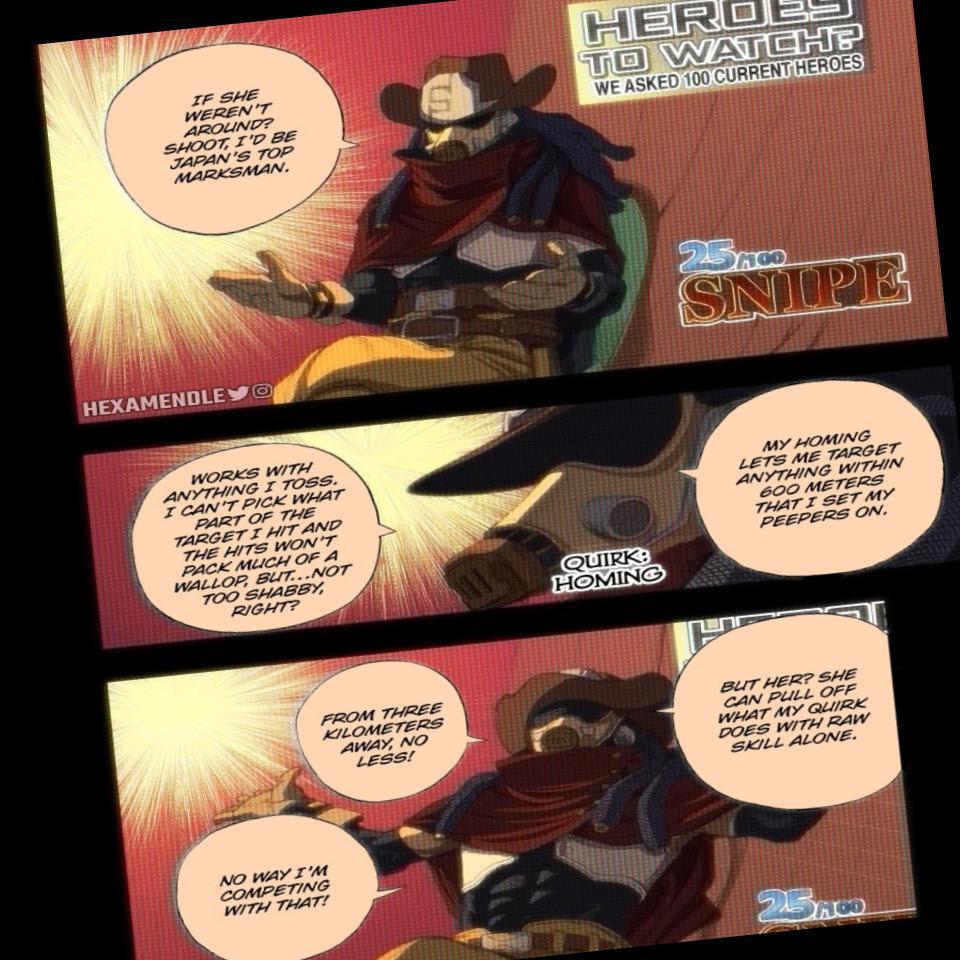 HEROES
TO WATCH?
WE ASKED 100 CURRENT HEROES
IF SHE
WEREN'T
AROUND?
SHOOT, I'D BE
JAPAN'S TOP
MARKSMAN.
S
25/100
SNIPE
HEXAMENDLE
MY HOMING
LETS ME TARGET
ANYTHING WITHIN
600 METERS
THAT I SET MY
PEEPERS ON.
WORKS WITH
ANYTHING I TOSS.
I CAN'T PICK WHAT
PART OF THE
TARGET I HIT AND
THE HITS WON'T
PACK MUCH OF A
WALLOP, BUT...NOT
TOO SHABBY,
RIGHT?
QUIRK:
HOMING
BUT HER? SHE
CAN PULL OFF
WHAT MY QUIRK
DOES WITH RAW
SKILL ALONE.
FROM THREE
KILOMETERS
AWAY, NO
LESS!
NO WAY I'M
COMPETING
WITH THAT!
25/100